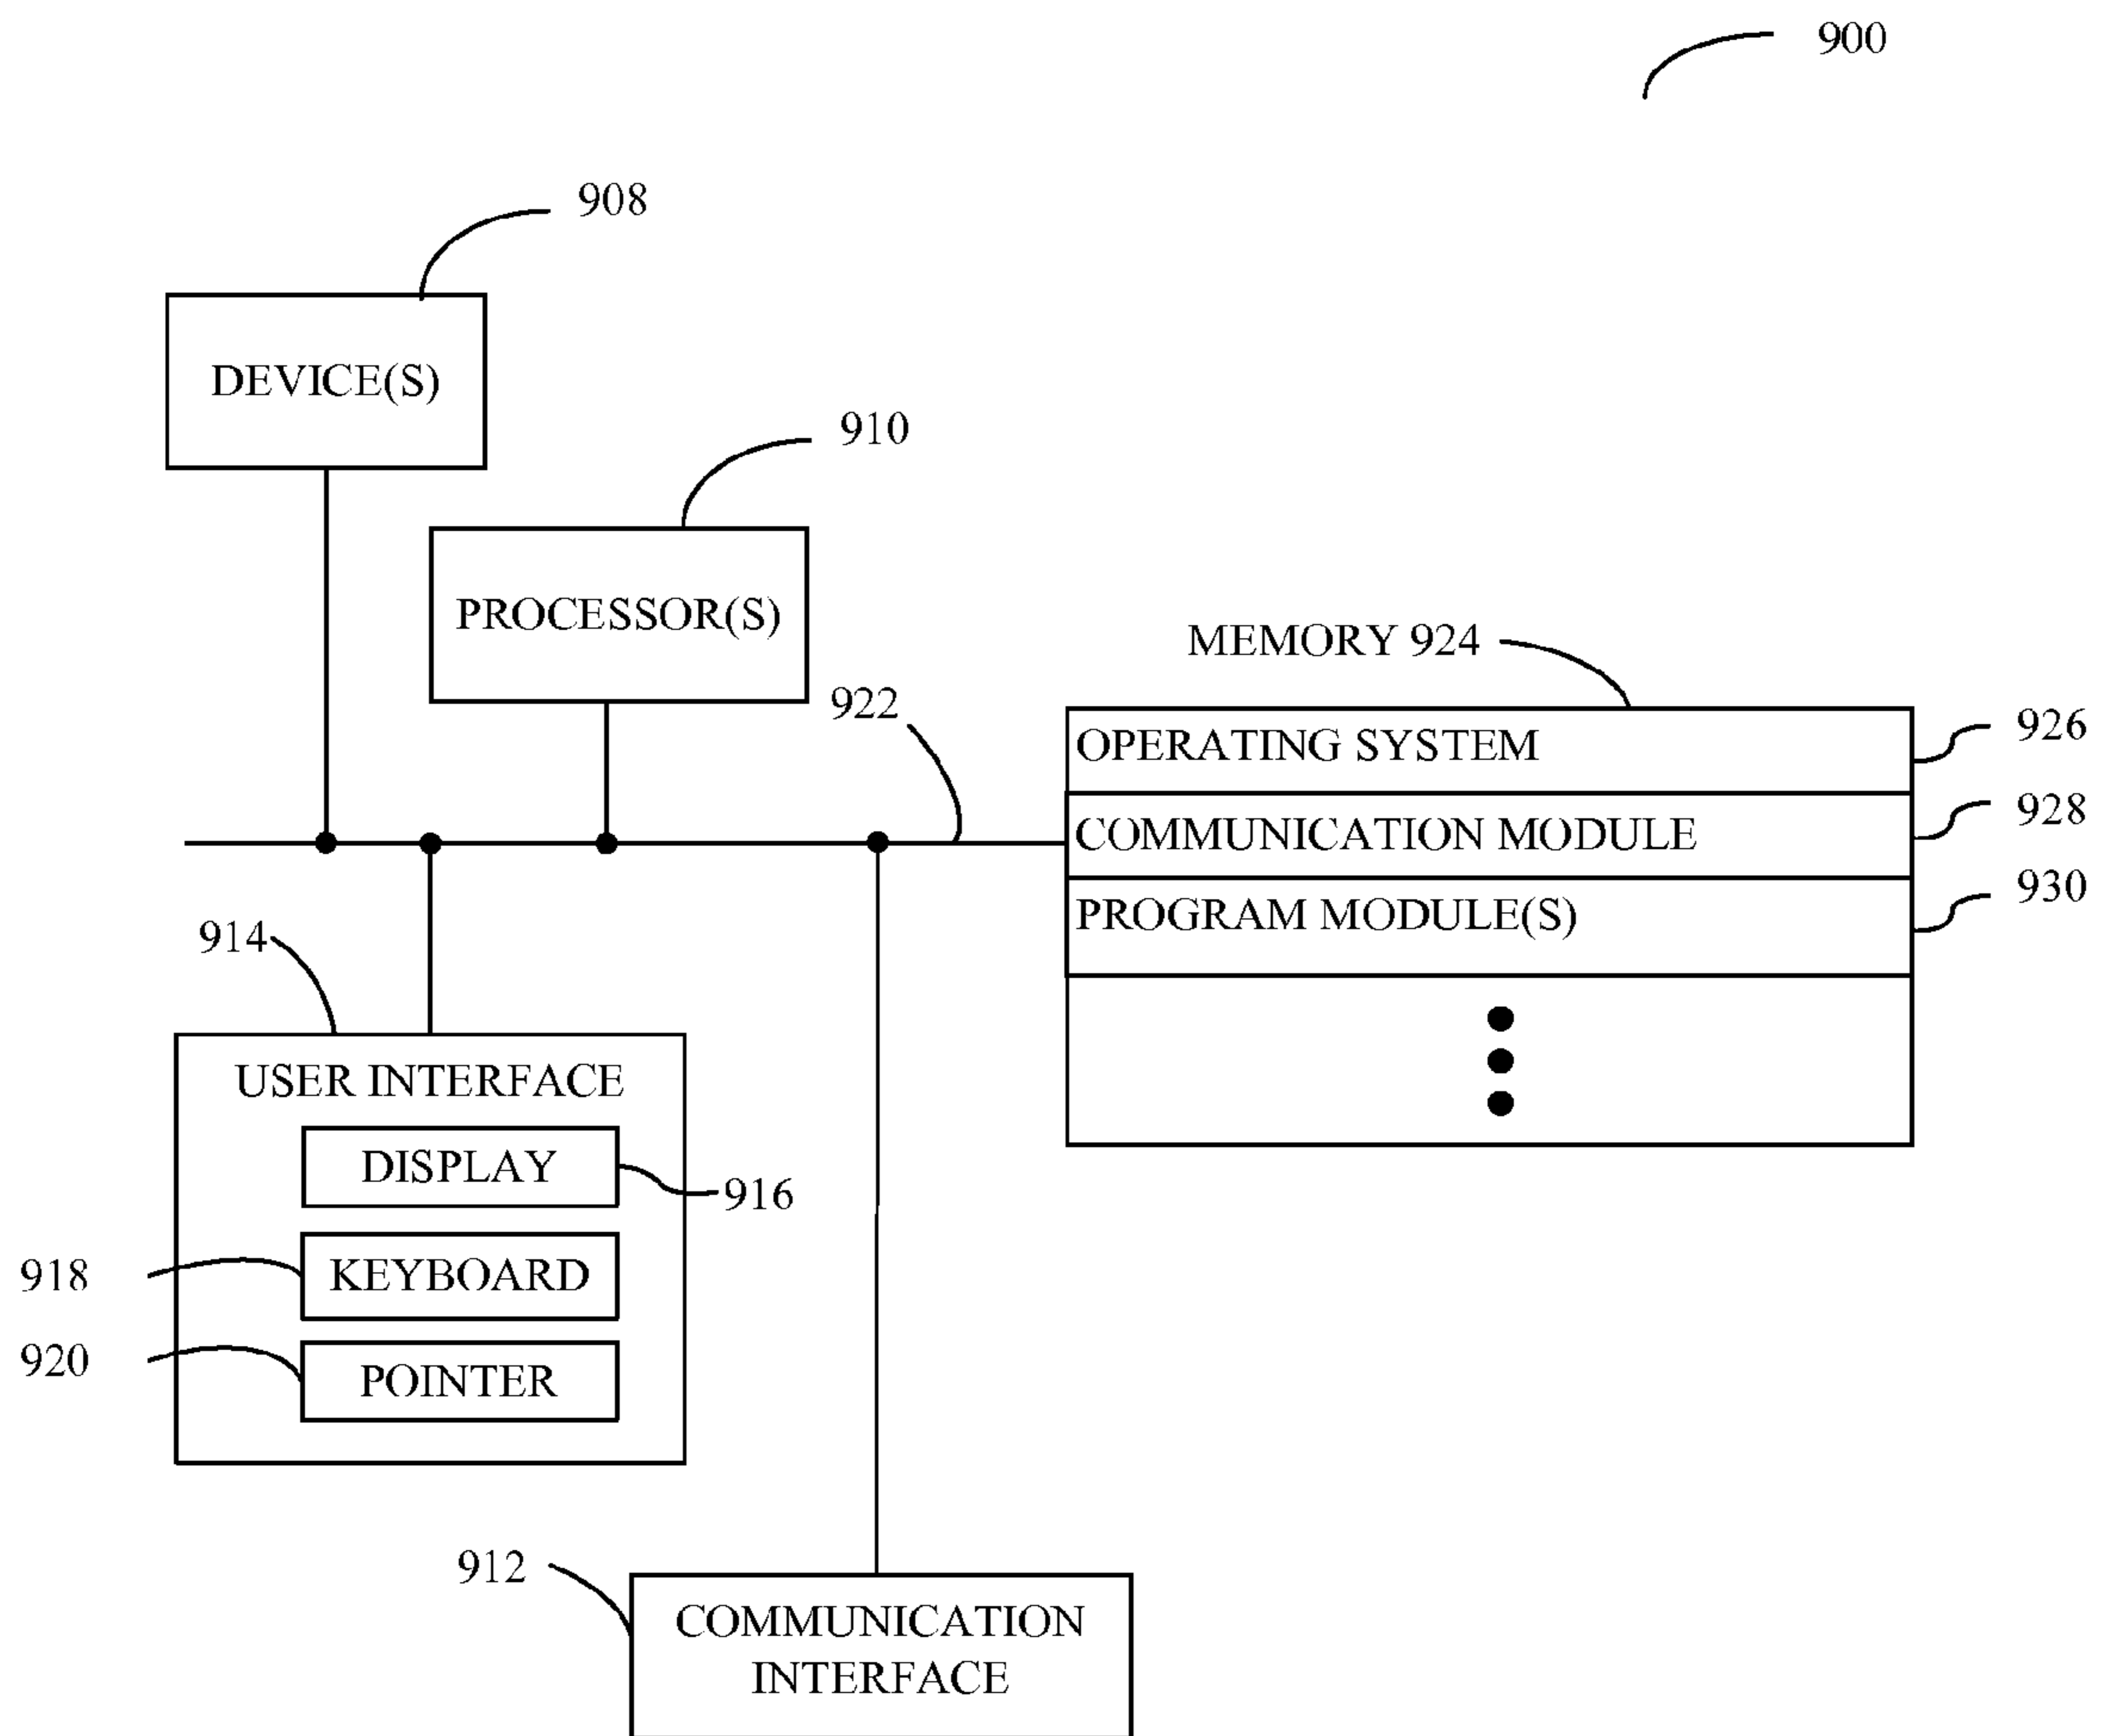 900
908
DEVICE(S)
910
PROCESSOR(S)
MEMORY 924
922
OPERATING SYSTEM
926
COMMUNICATION MODULE
928
PROGRAM MODULE(S)
930
914
USER INTERFACE
DISPLAY
916
918
KEYBOARD
920
POINTER
912
COMMUNICATION
INTERFACE